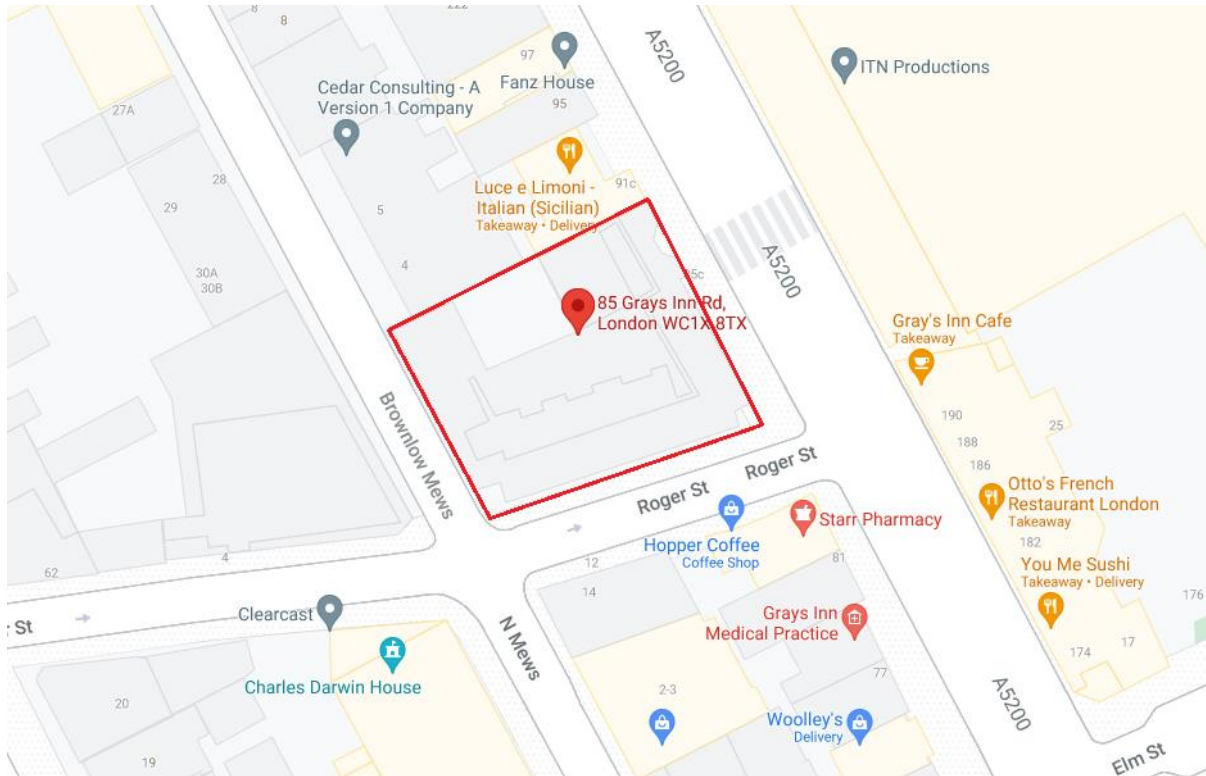 8
8
222
A5200
97
Fanz House
ITN Productions
Cedar Consulting - A
Version 1 Company
95
27A
28
Luce e Limoni -
Italian (Sicilian)
Takeaway • Delivery
91c
5
29
4
30A
30B
A5200
85 Grays Inn Rd,
London WC1X 8TX
Gray's Inn Cafe
Takeaway
Brownlow Mews
190
25
188
186
Roger St
Roger St
Otto's French
Restaurant London
Takeaway
Starr Pharmacy
182
Hopper Coffee
Coffee Shop
12
81
You Me Sushi
Takeaway • Delivery
4
62
14
176
Clearcast
St
N Mews
Grays Inn
Medical Practice
17
174
Charles Darwin House
77
2-3
A5200
20
Woolley's
Delivery
19
Elm St